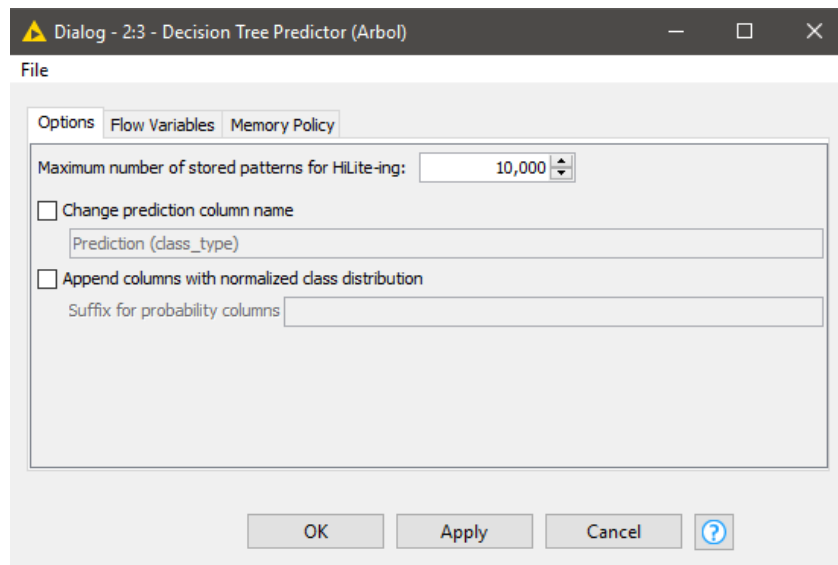 Dialog - 2:3 - Decision Tree Predictor (Arbol)
File
Options Flow Variables Memory Policy
Maximum number of stored patterns for HiLite-ing: 10,000
Change prediction column name
Prediction (class_type)
Append columns with normalized class distribution
Suffix for probability columns
OK Apply Cancel ?